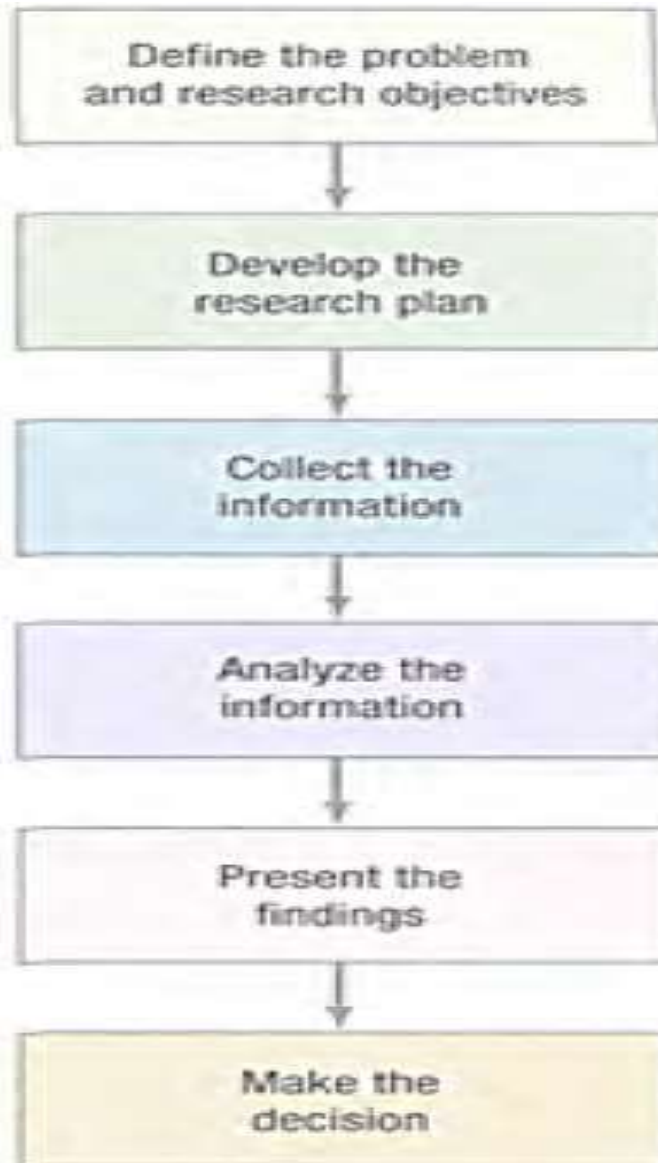 Define the problem
and research objectives
Develop the
research plan
Collect the
information
Analyze the
information
Present the
findings
Make the
decision